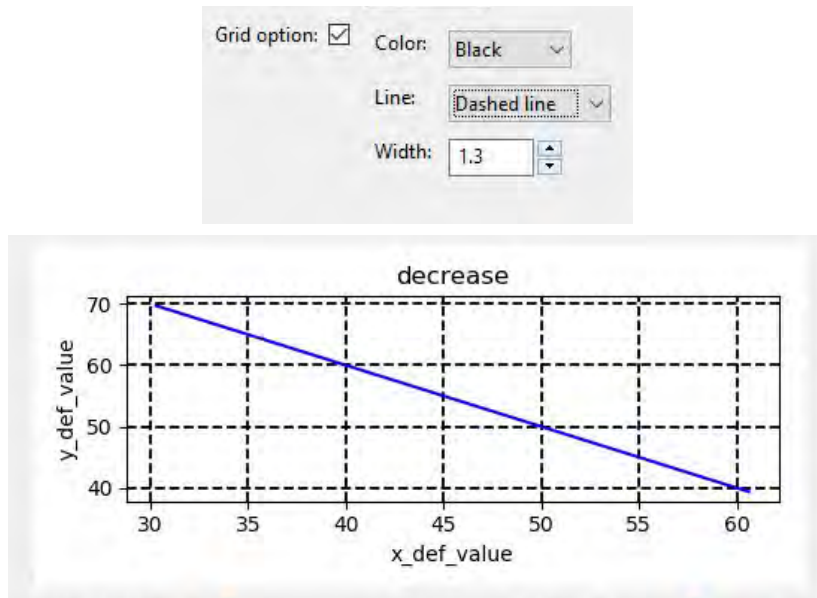 Grid option: Color: Black
Line: Dashed line
Width: 1.3
decrease
70
60
50
40
y_def_value
30 35 40 45 50 55 60
x_def_value